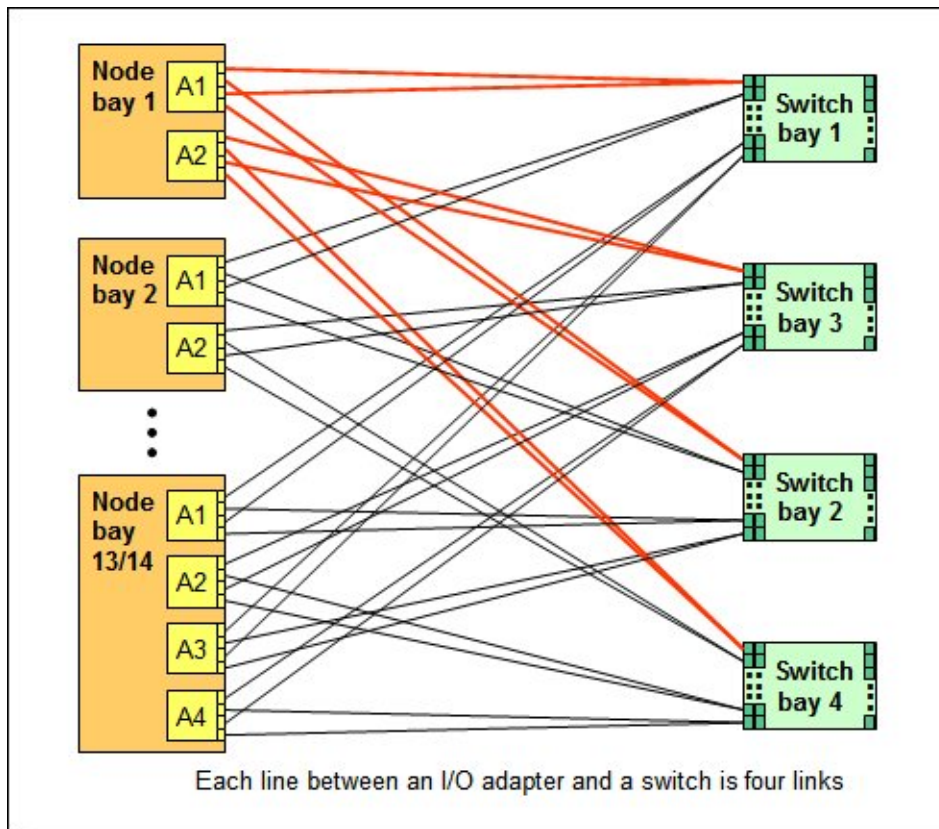 Node
bay 1
A1
A2
Node
bay 2
A1
A2
Node
bay
13/14
A1
A2
A3
A4
Switch
bay 1
Switch
bay 3
Switch
bay 2
Switch
bay 4
Each line between an I/O adapter and a switch is four links